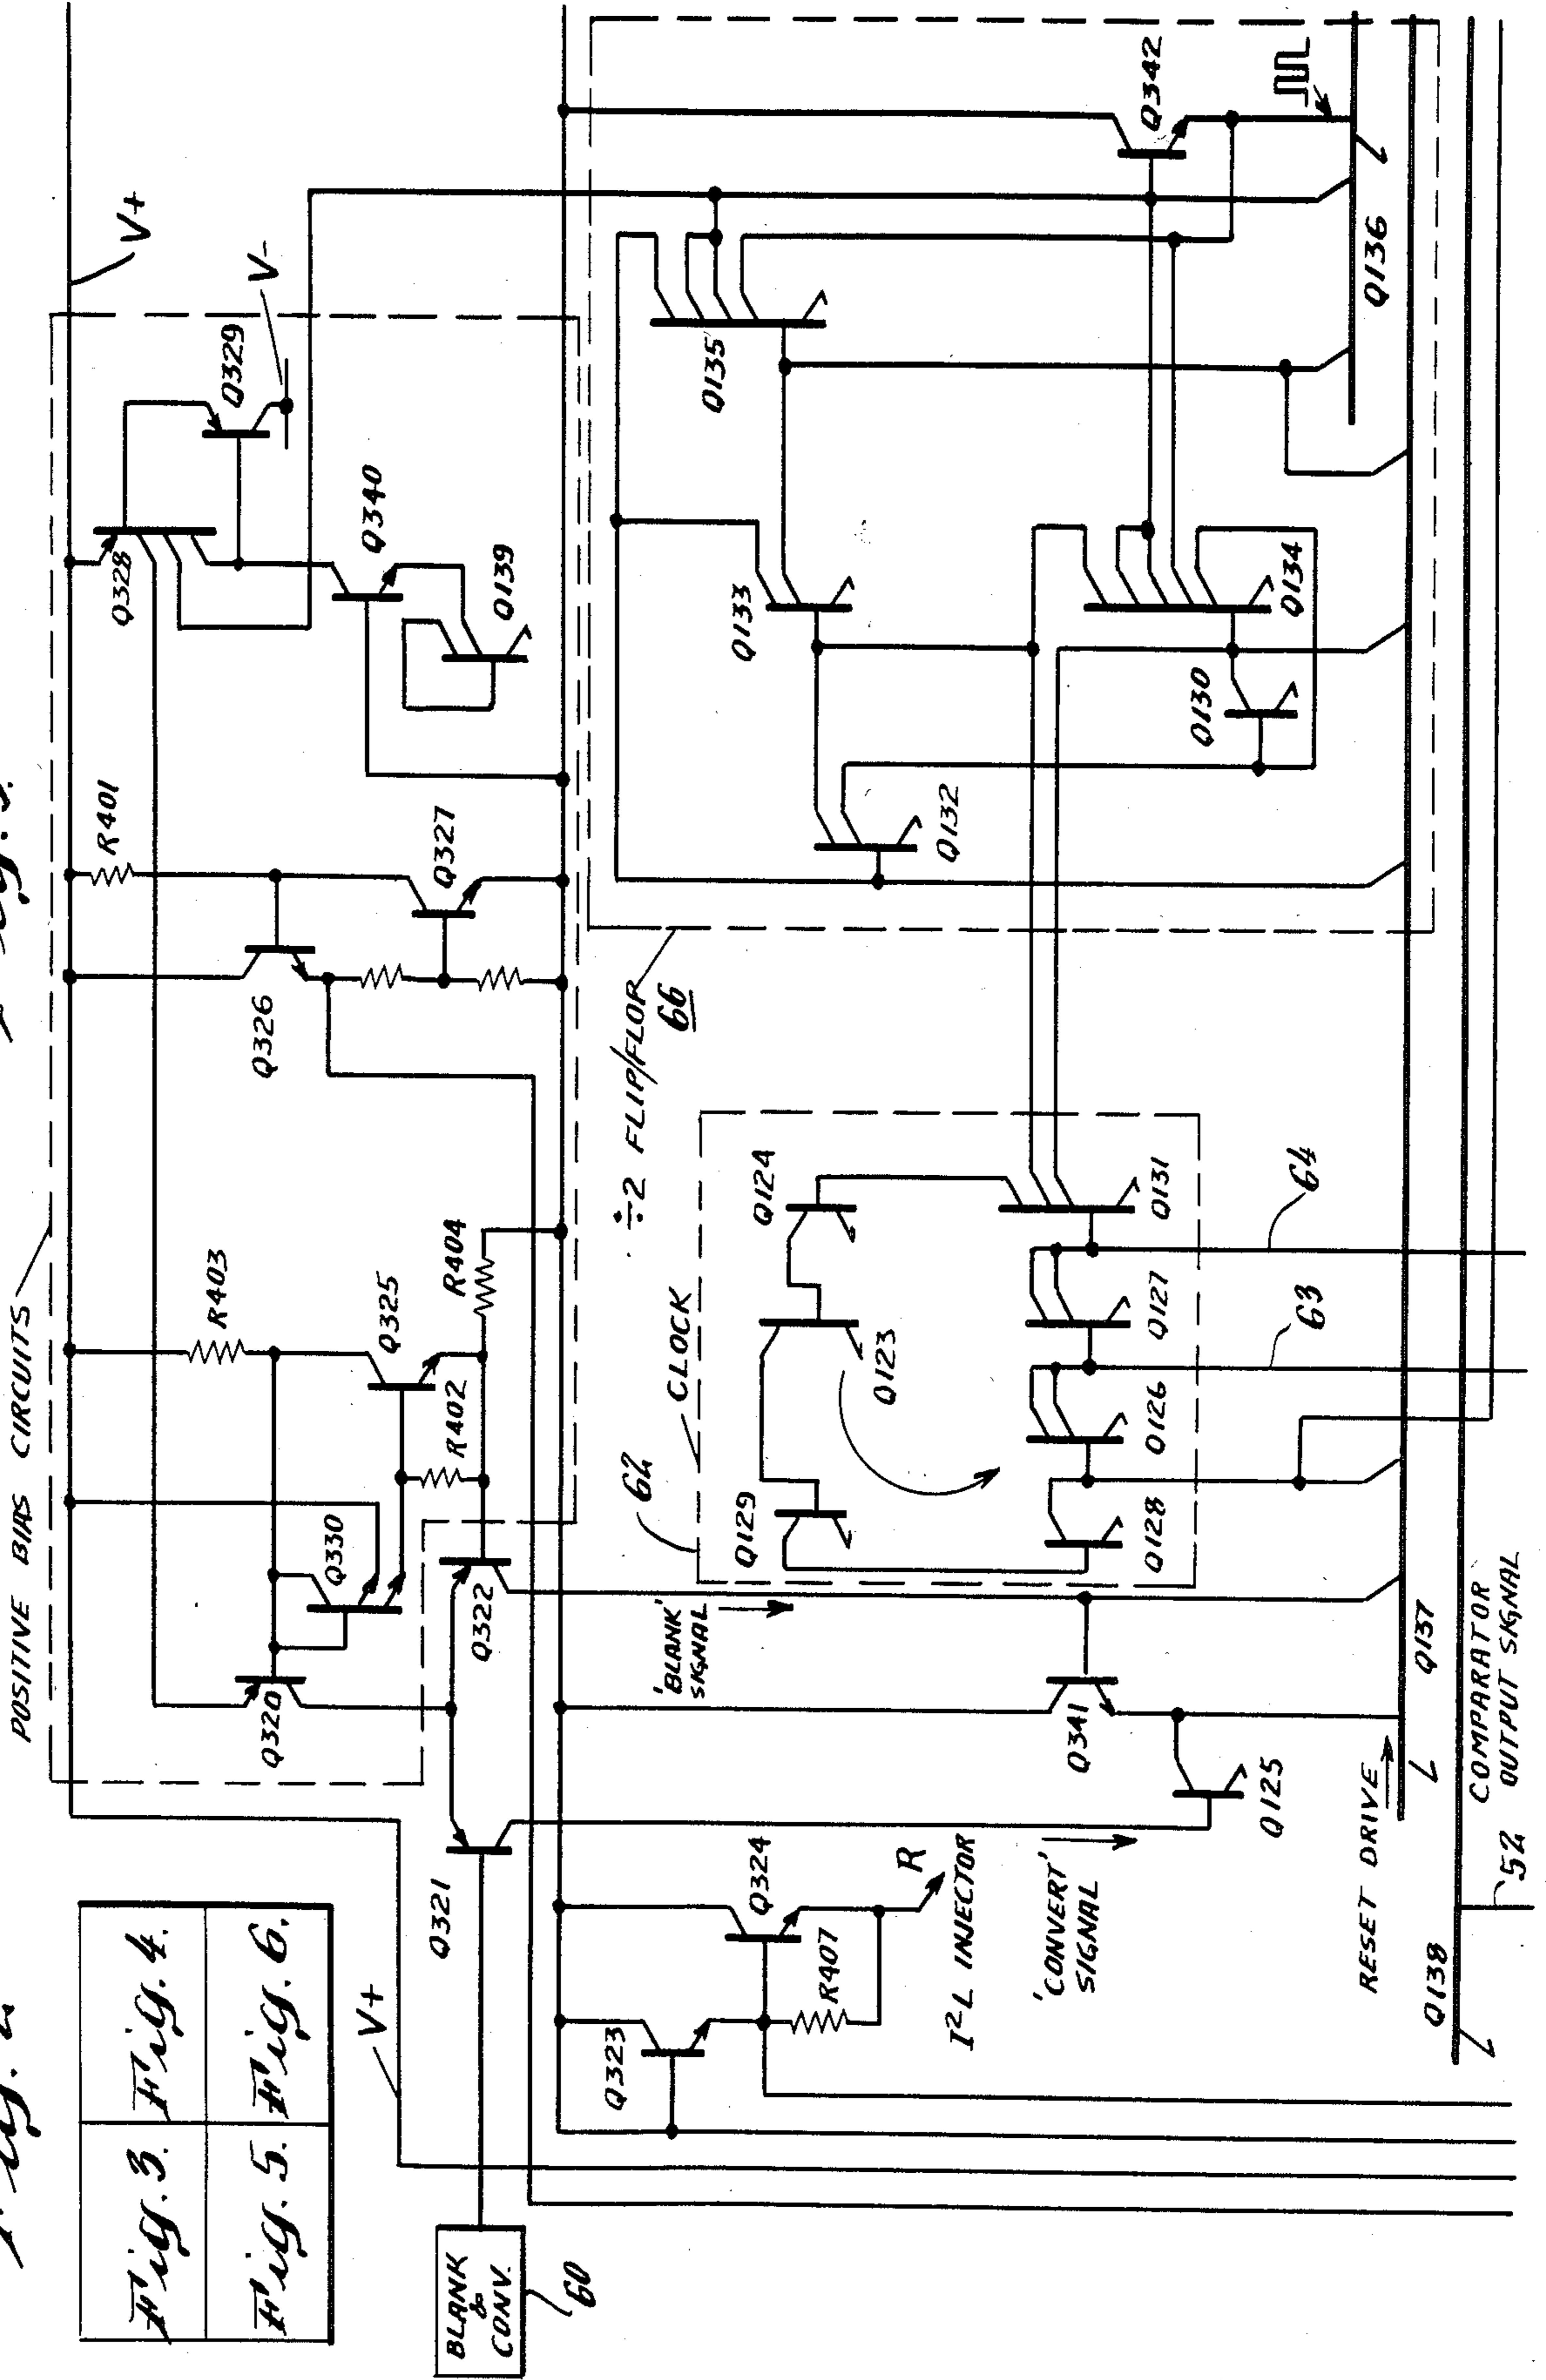 Fig. 3. Fig. 4.
Fig. 5. Fig. 6.
POSITIVE BIAS CIRCUITS
V+
V+
V-
BLANK
&
CONV.
60
Q321
Q320
Q330
Q322
R402
Q325
R403
R404
Q326
R401
Q327
Q328
Q329
Q340
Q139
Q323
Q324
R407
R
I²L INJECTOR
'CONVERT'
SIGNAL
'BLANK'
SIGNAL
Q341
Q125
RESET DRIVE
62
CLOCK
Q129
Q123
Q124
Q128
Q126
Q127
Q131
63
64
÷2 FLIP/FLOP
66
Q132
Q133
Q130
Q134
Q135
Q342
Q136
Q137
Q138
COMPARATOR
OUTPUT SIGNAL
52